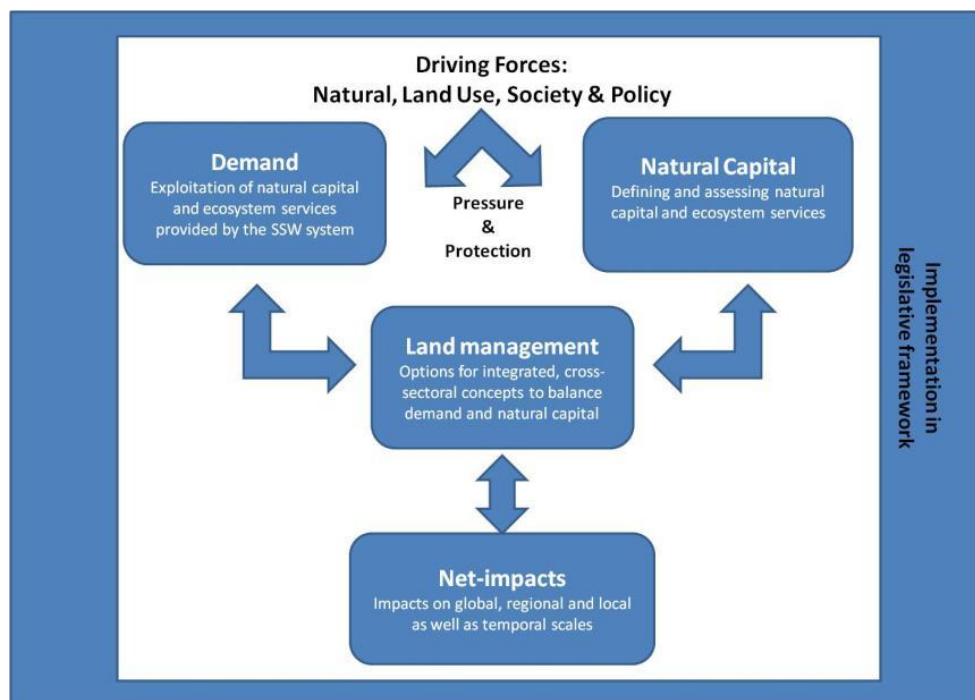 Driving Forces:
Natural, Land Use, Society & Policy
Demand
Exploitation of natural capital
and ecosystem services
provided by the SSW system
Pressure
&
Protection
Natural Capital
Defining and assessing natural
capital and ecosystem services
Land management
Options for integrated, cross-
sectoral concepts to balance
demand and natural capital
Net-impacts
Impacts on global, regional and local
as well as temporal scales
Implementation in
legislative framework